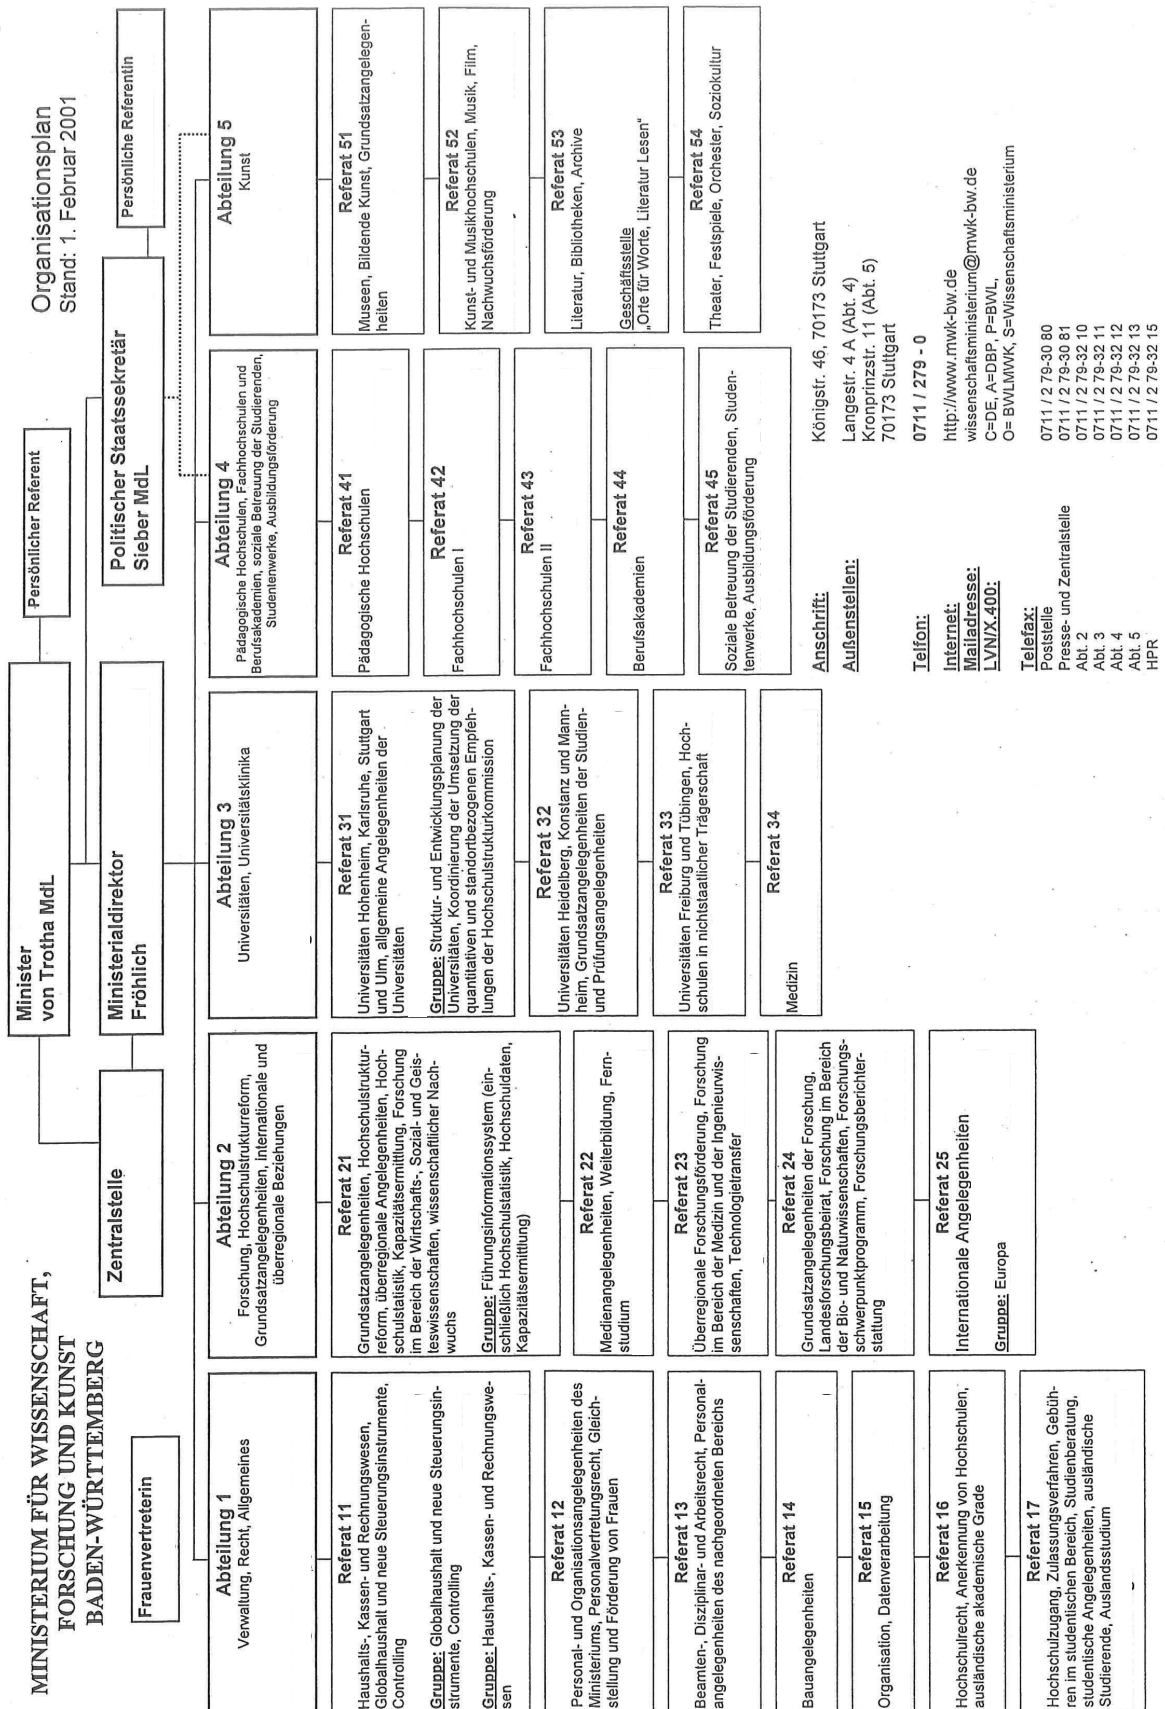 MINISTERIUM FÜR WISSENSCHAFT,
FORSCHUNG UND KUNST
BADEN-WÜRTTEMBERG
Organisationsplan
Stand: 1. Februar 2001
Minister
von Trotha MdL
Persönlicher Referent
Zentralstelle
Ministerialdirektor
Fröhlich
Politischer Staatssekretär
Sieber MdL
Persönliche Referentin
Frauenvertreterin
Abteilung 1
Verwaltung, Recht, Allgemeines
Referat 11
Haushalts-, Kassen- und Rechnungswesen,
Globalhaushalt und neue Steuerungsinstrumente,
Controlling
Gruppe: Globalhaushalt und neue Steuerungsin-
strumente, Controlling
Gruppe: Haushalts-, Kassen- und Rechnungswe-
sen
Referat 12
Personal- und Organisationsangelegenheiten des
Ministeriums, Personalvertretungsrecht, Gleich-
stellung und Förderung von Frauen
Referat 13
Beamten-, Disziplinar- und Arbeitsrecht, Personal-
angelegenheiten des nachgeordneten Bereichs
Referat 14
Bauangelegenheiten
Referat 15
Organisation, Datenverarbeitung
Referat 16
Hochschulrecht, Anerkennung von Hochschulen,
ausländische akademische Grade
Referat 17
Hochschulzugang, Zulassungsverfahren, Gebüh-
ren im studentischen Bereich, Studienberatung,
studentische Angelegenheiten, ausländische
Studierende, Auslandsstudium
Abteilung 2
Forschung, Hochschulstrukturreform,
Grundsatzangelegenheiten, Internationale und
überregionale Beziehungen
Referat 21
Grundsatzangelegenheiten, Hochschulstruktur-
reform, überregionale Angelegenheiten, Hoch-
schulstatistik, Kapazitätsermittlung, Forschung
im Bereich der Wirtschafts-, Sozial- und Geis-
teswissenschaften, wissenschaftlicher Nach-
wuchs
Gruppe: Führungsinformationssystem (ein-
schließlich Hochschulstatistik, Hochschuldaten,
Kapazitätsermittlung)
Referat 22
Medienangelegenheiten, Weiterbildung, Fern-
studium
Referat 23
Überregionale Forschungsförderung, Forschung
im Bereich der Medizin und der Ingenieurwis-
senschaften, Technologietransfer
Referat 24
Grundsatzangelegenheiten der Forschung,
Landesforschungsbeirat, Forschung im Bereich
der Bio- und Naturwissenschaften, Forschungs-
schwerpunktprogramm, Forschungsberichter-
stattung
Referat 25
Internationale Angelegenheiten
Gruppe: Europa
Abteilung 3
Universitäten, Universitätsklinika
Referat 31
Universitäten Hohenheim, Karlsruhe, Stuttgart
und Ulm, allgemeine Angelegenheiten der
Universitäten
Gruppe: Struktur- und Entwicklungsplanung der
Universitäten, Koordinierung der Umsetzung der
quantitativen und standortbezogenen Empfeh-
lungen der Hochschulstrukturkommission
Referat 32
Universitäten Heidelberg, Konstanz und Mann-
heim, Grundsatzangelegenheiten der Studien-
und Prüfungsangelegenheiten
Referat 33
Universitäten Freiburg und Tübingen, Hoch-
schulen in nichtstaatlicher Trägerschaft
Referat 34
Medizin
Abteilung 4
Pädagogische Hochschulen, Fachhochschulen und
Berufsakademien, soziale Betreuung der Studierenden,
Studentenwerke, Ausbildungsförderung
Referat 41
Pädagogische Hochschulen
Referat 42
Fachhochschulen I
Referat 43
Fachhochschulen II
Referat 44
Berufsakademien
Referat 45
Soziale Betreuung der Studierenden, Studen-
tenwerke, Ausbildungsförderung
Abteilung 5
Kunst
Referat 51
Museen, Bildende Kunst, Grundsatzangelegen-
heiten
Referat 52
Kunst- und Musikhochschulen, Musik, Film,
Nachwuchsförderung
Referat 53
Literatur, Bibliotheken, Archive
Geschäftsstelle
„Orte für Worte, Literatur Lesen“
Referat 54
Theater, Festspiele, Orchester, Soziokultur
Anschrift: Königstr. 46, 70173 Stuttgart
Außenstellen: Langestr. 4 A (Abt. 4)
Kronprinzstr. 11 (Abt. 5)
70173 Stuttgart
Telfon: 0711 / 279 - 0
Internet: http://www.mwk-bw.de
Mailadresse: wissenschaftsministerium@mwk-bw.de
LVN/X.400: C=DE, A=DBP, P=BWL,
O= BWLMWK, S=Wissenschaftsministerium
Telefax:
Poststelle 0711 / 2 79-30 80
Presse- und Zentralstelle 0711 / 2 79-30 81
Abt. 2 0711 / 2 79-32 10
Abt. 3 0711 / 2 79-32 11
Abt. 4 0711 / 2 79-32 12
Abt. 5 0711 / 2 79-32 13
HPR 0711 / 2 79-32 15